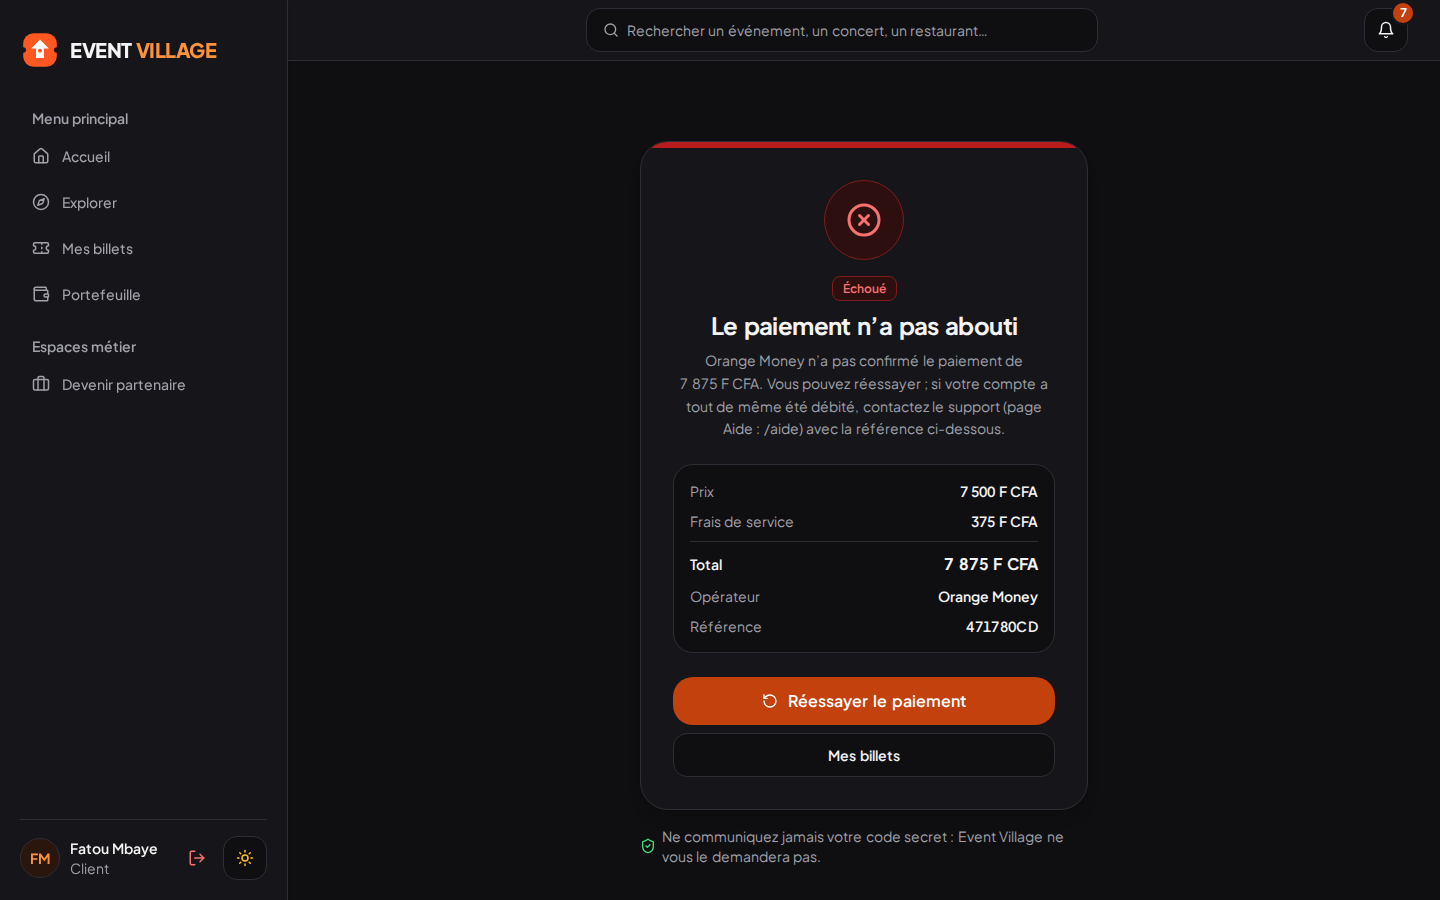 EVENT VILLAGE
Menu principal
Accueil
Explorer
Mes billets
Portefeuille
Espaces métier
Devenir partenaire
FM
Fatou Mbaye
Client
Rechercher un événement, un concert, un restaurant…
7
Échoué
Le paiement n’a pas abouti
Orange Money n’a pas confirmé le paiement de
7 875 F CFA. Vous pouvez réessayer ; si votre compte a
tout de même été débité, contactez le support (page
Aide : /aide) avec la référence ci-dessous.
Prix 7 500 F CFA
Frais de service 375 F CFA
Total 7 875 F CFA
Opérateur Orange Money
Référence 471780CD
Réessayer le paiement
Mes billets
Ne communiquez jamais votre code secret : Event Village ne
vous le demandera pas.